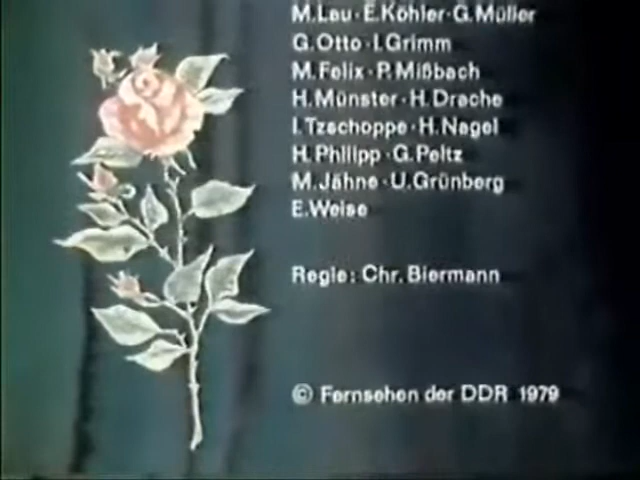 M.Lau · E.Köhler · G.Müller
G.Otto · I.Grimm
M.Felix · P.Mißbach
H.Münster · H.Drache
I.Tzschoppe · H.Nagel
H.Philipp · G.Peltz
M.Jähne · U.Grünberg
E.Weise
Regie: Chr. Biermann
© Fernsehen der DDR 1979